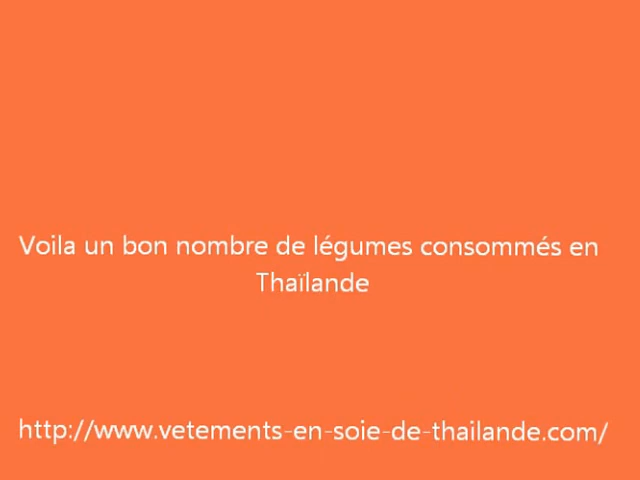 Voila un bon nombre de légumes consommés en
Thaïlande
http://www.vetements-en-soie-de-thailande.com/